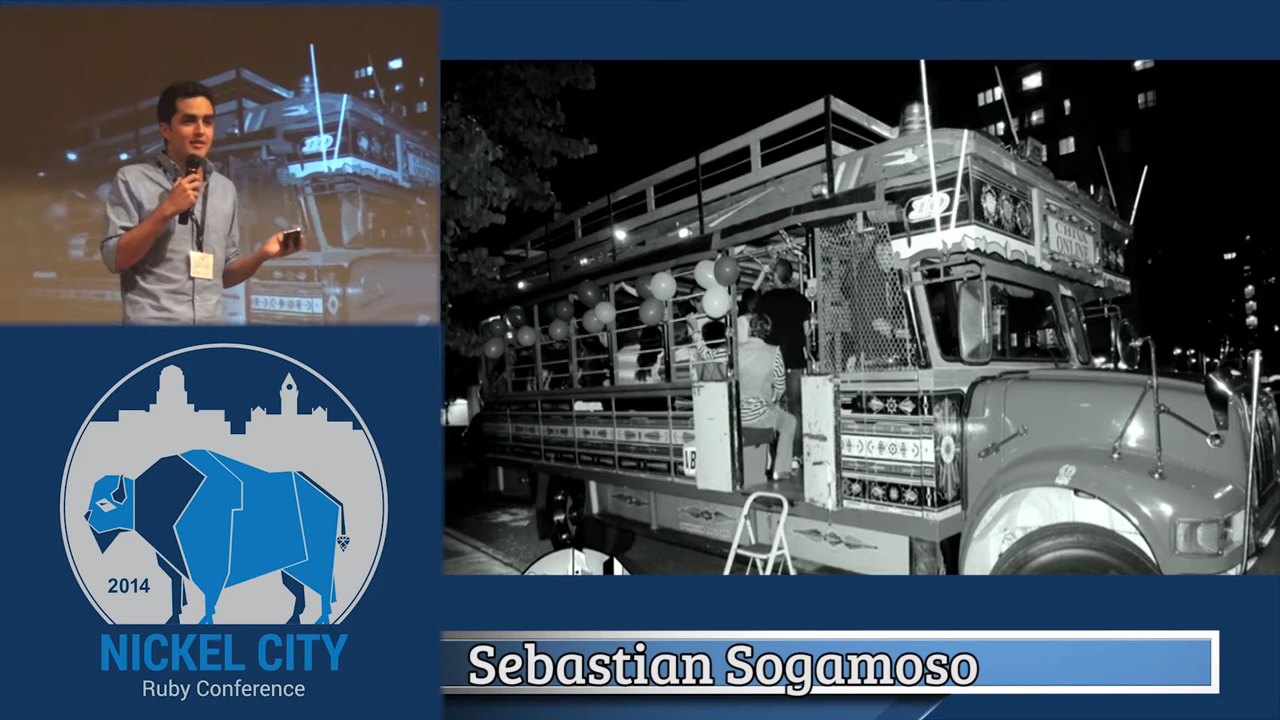 CHIVA
ONLINE
2014
NICKEL CITY
Ruby Conference
Sebastian Sogamoso